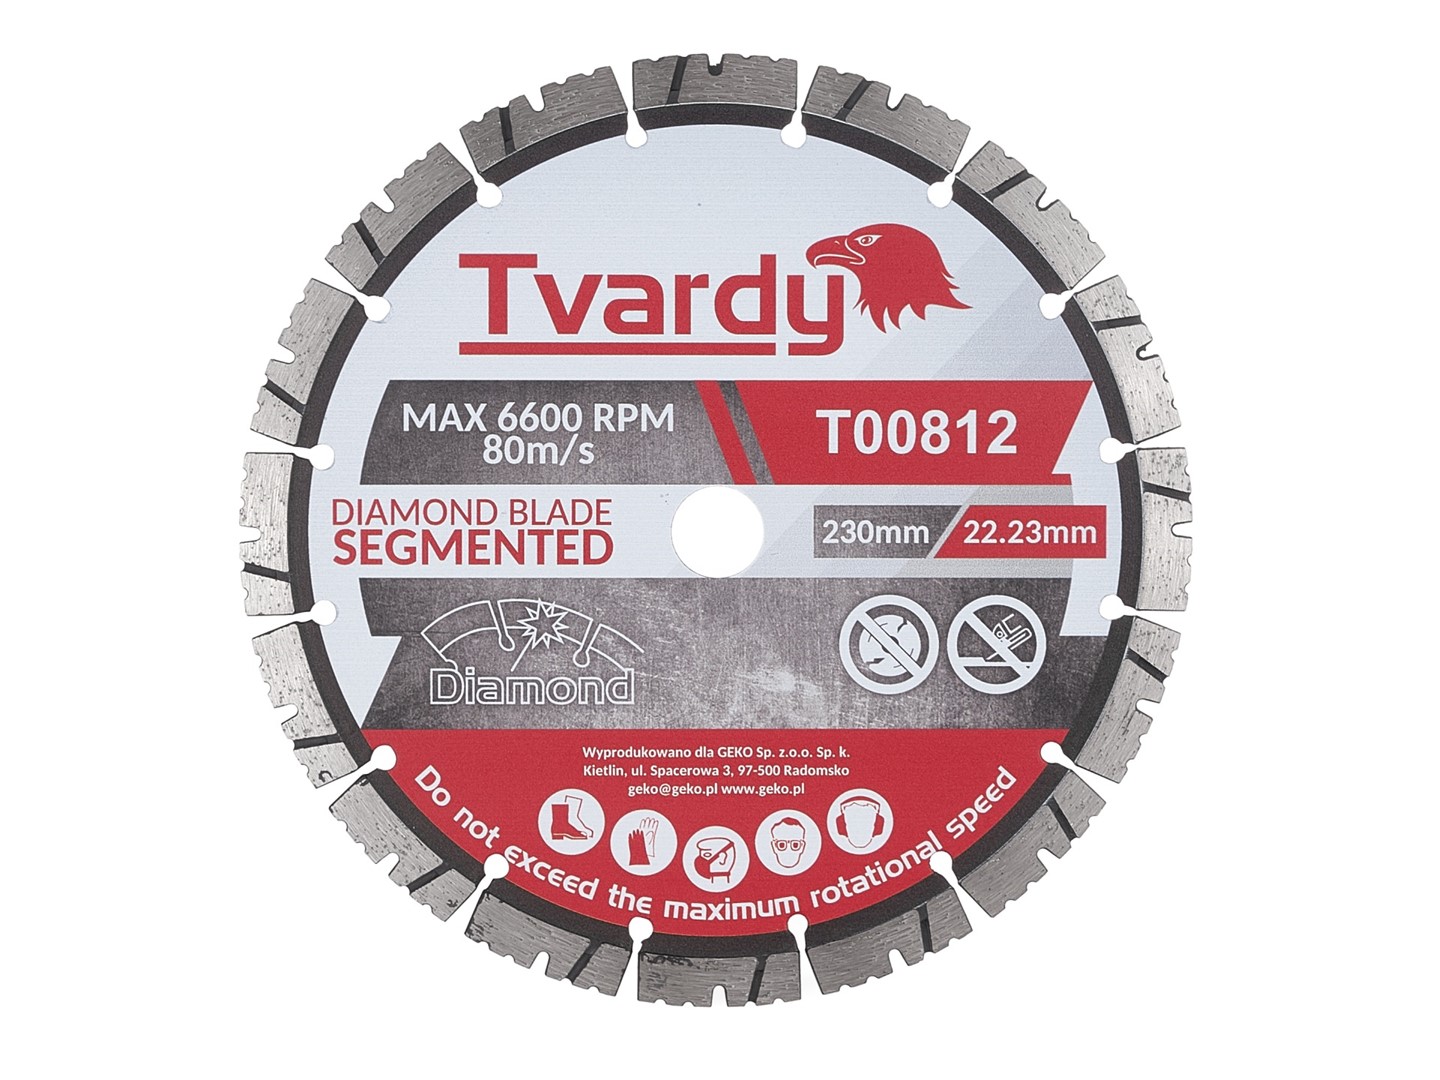 Tvardy
MAX 6600 RPM
80m/s
T00812
DIAMOND BLADE
SEGMENTED
230mm
22.23mm
Diamond
Wyprodukowano dla GEKO Sp. z.o.o. Sp. k.
Kietlin, ul. Spacerowa 3, 97-500 Radomsko
geko@geko.pl www.geko.pl
Do not exceed the maximum rotational speed